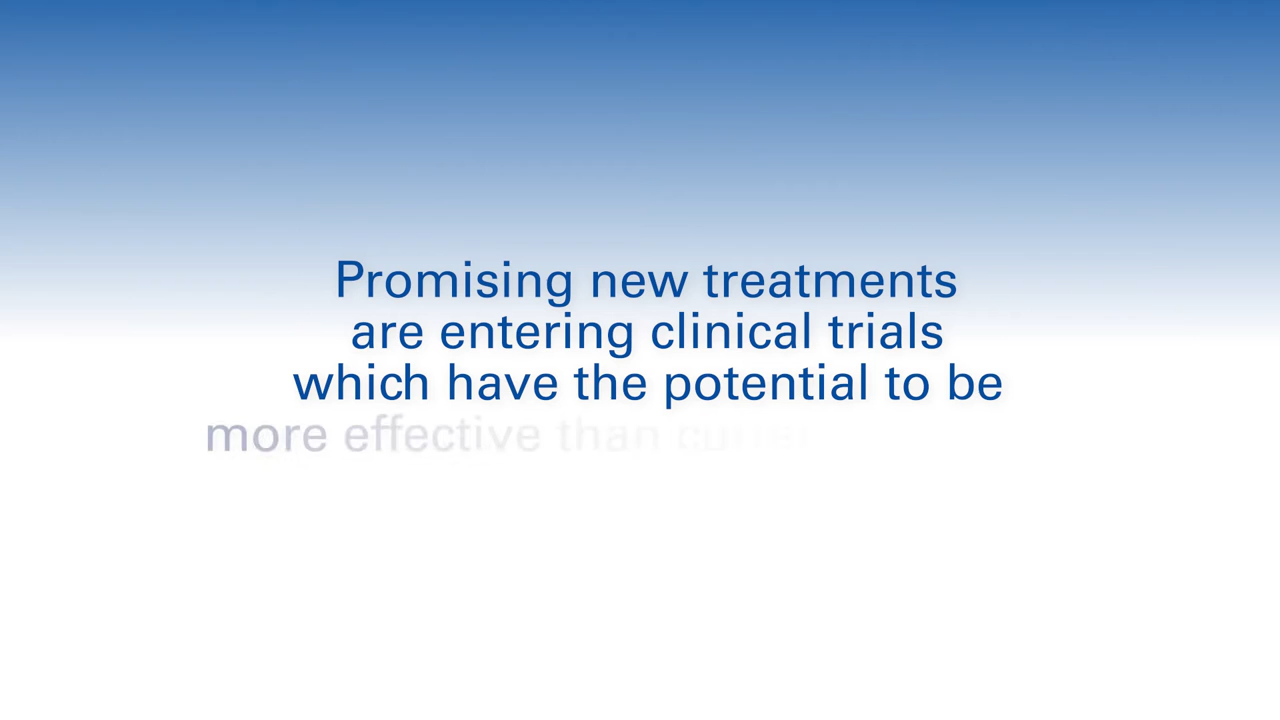 Promising new treatments
are entering clinical trials
which have the potential to be
more effective than